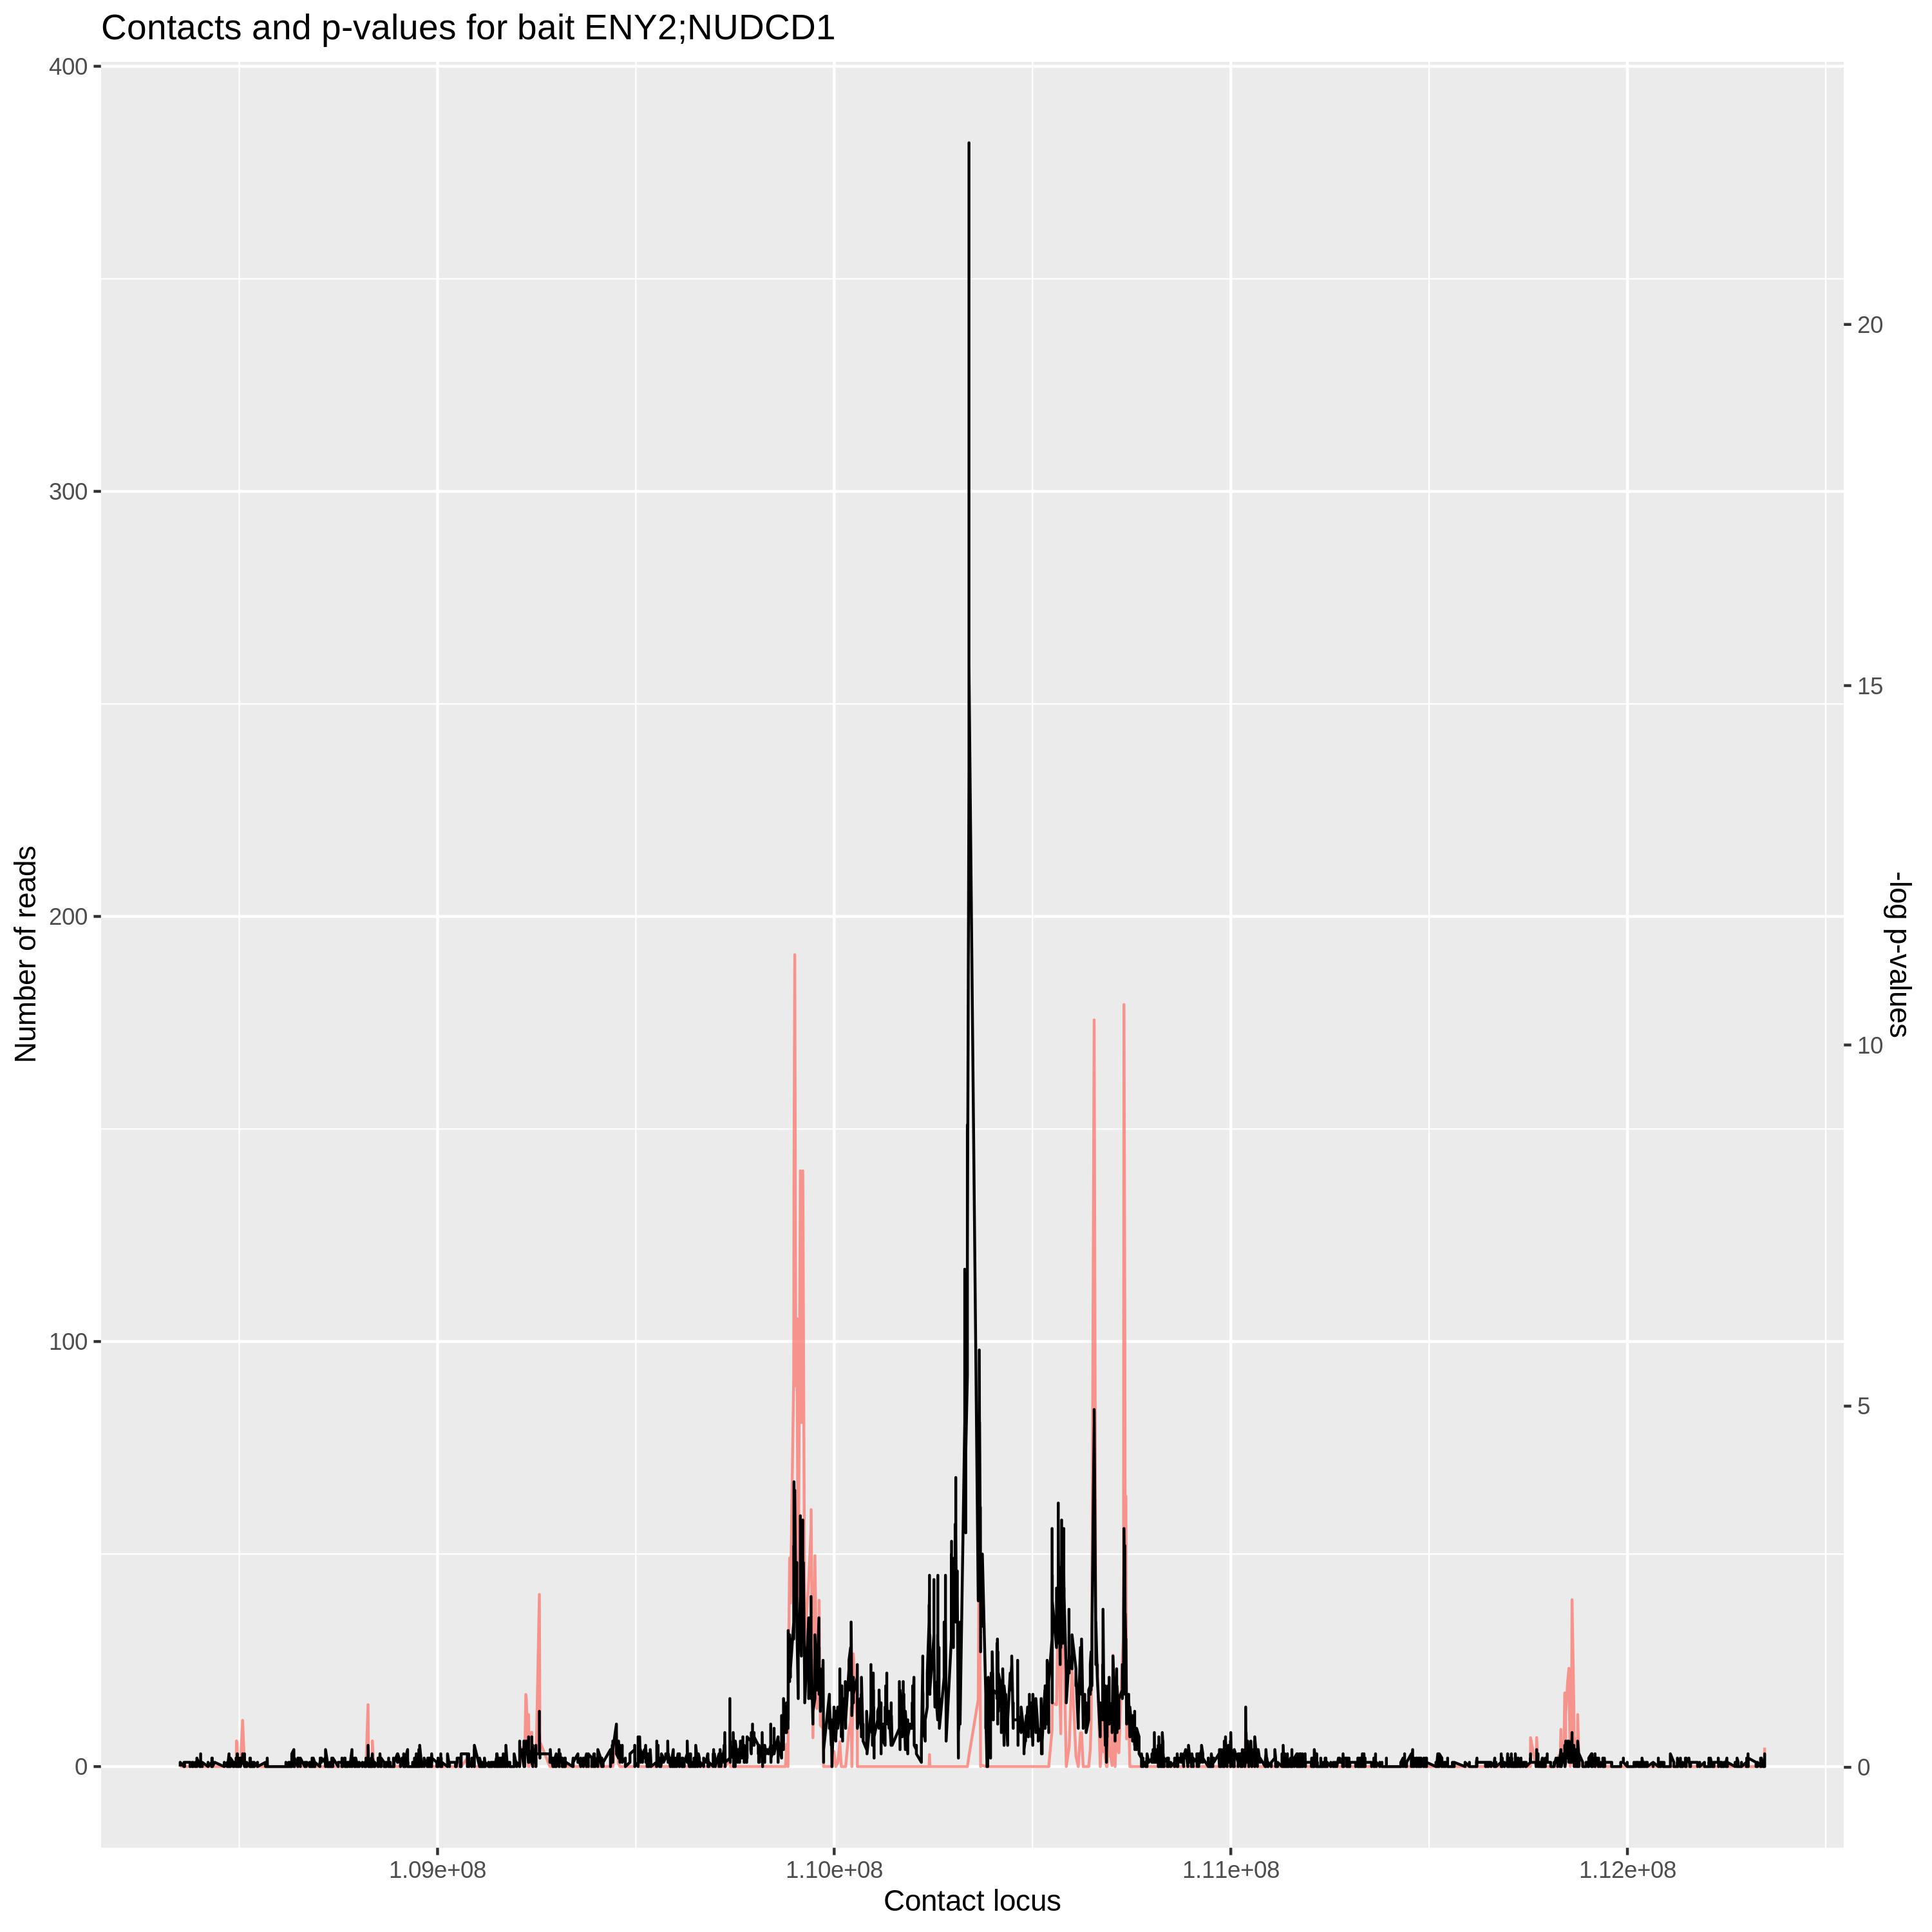 Contacts and p-values for bait ENY2;NUDCD1
400
300
200
100
0
Number of reads
20
15
10
5
0
-log p-values
1.09e+08
1.10e+08
1.11e+08
1.12e+08
Contact locus